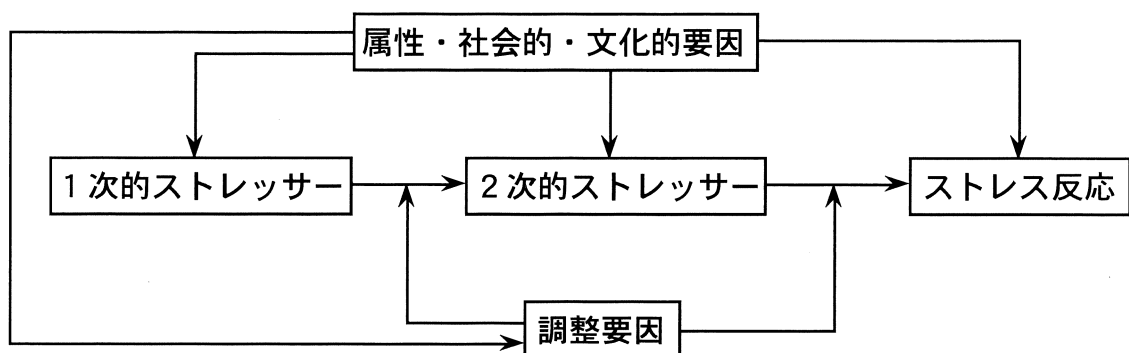 属性・社会的・文化的要因
1次的ストレッサー
2次的ストレッサー
ストレス反応
調整要因